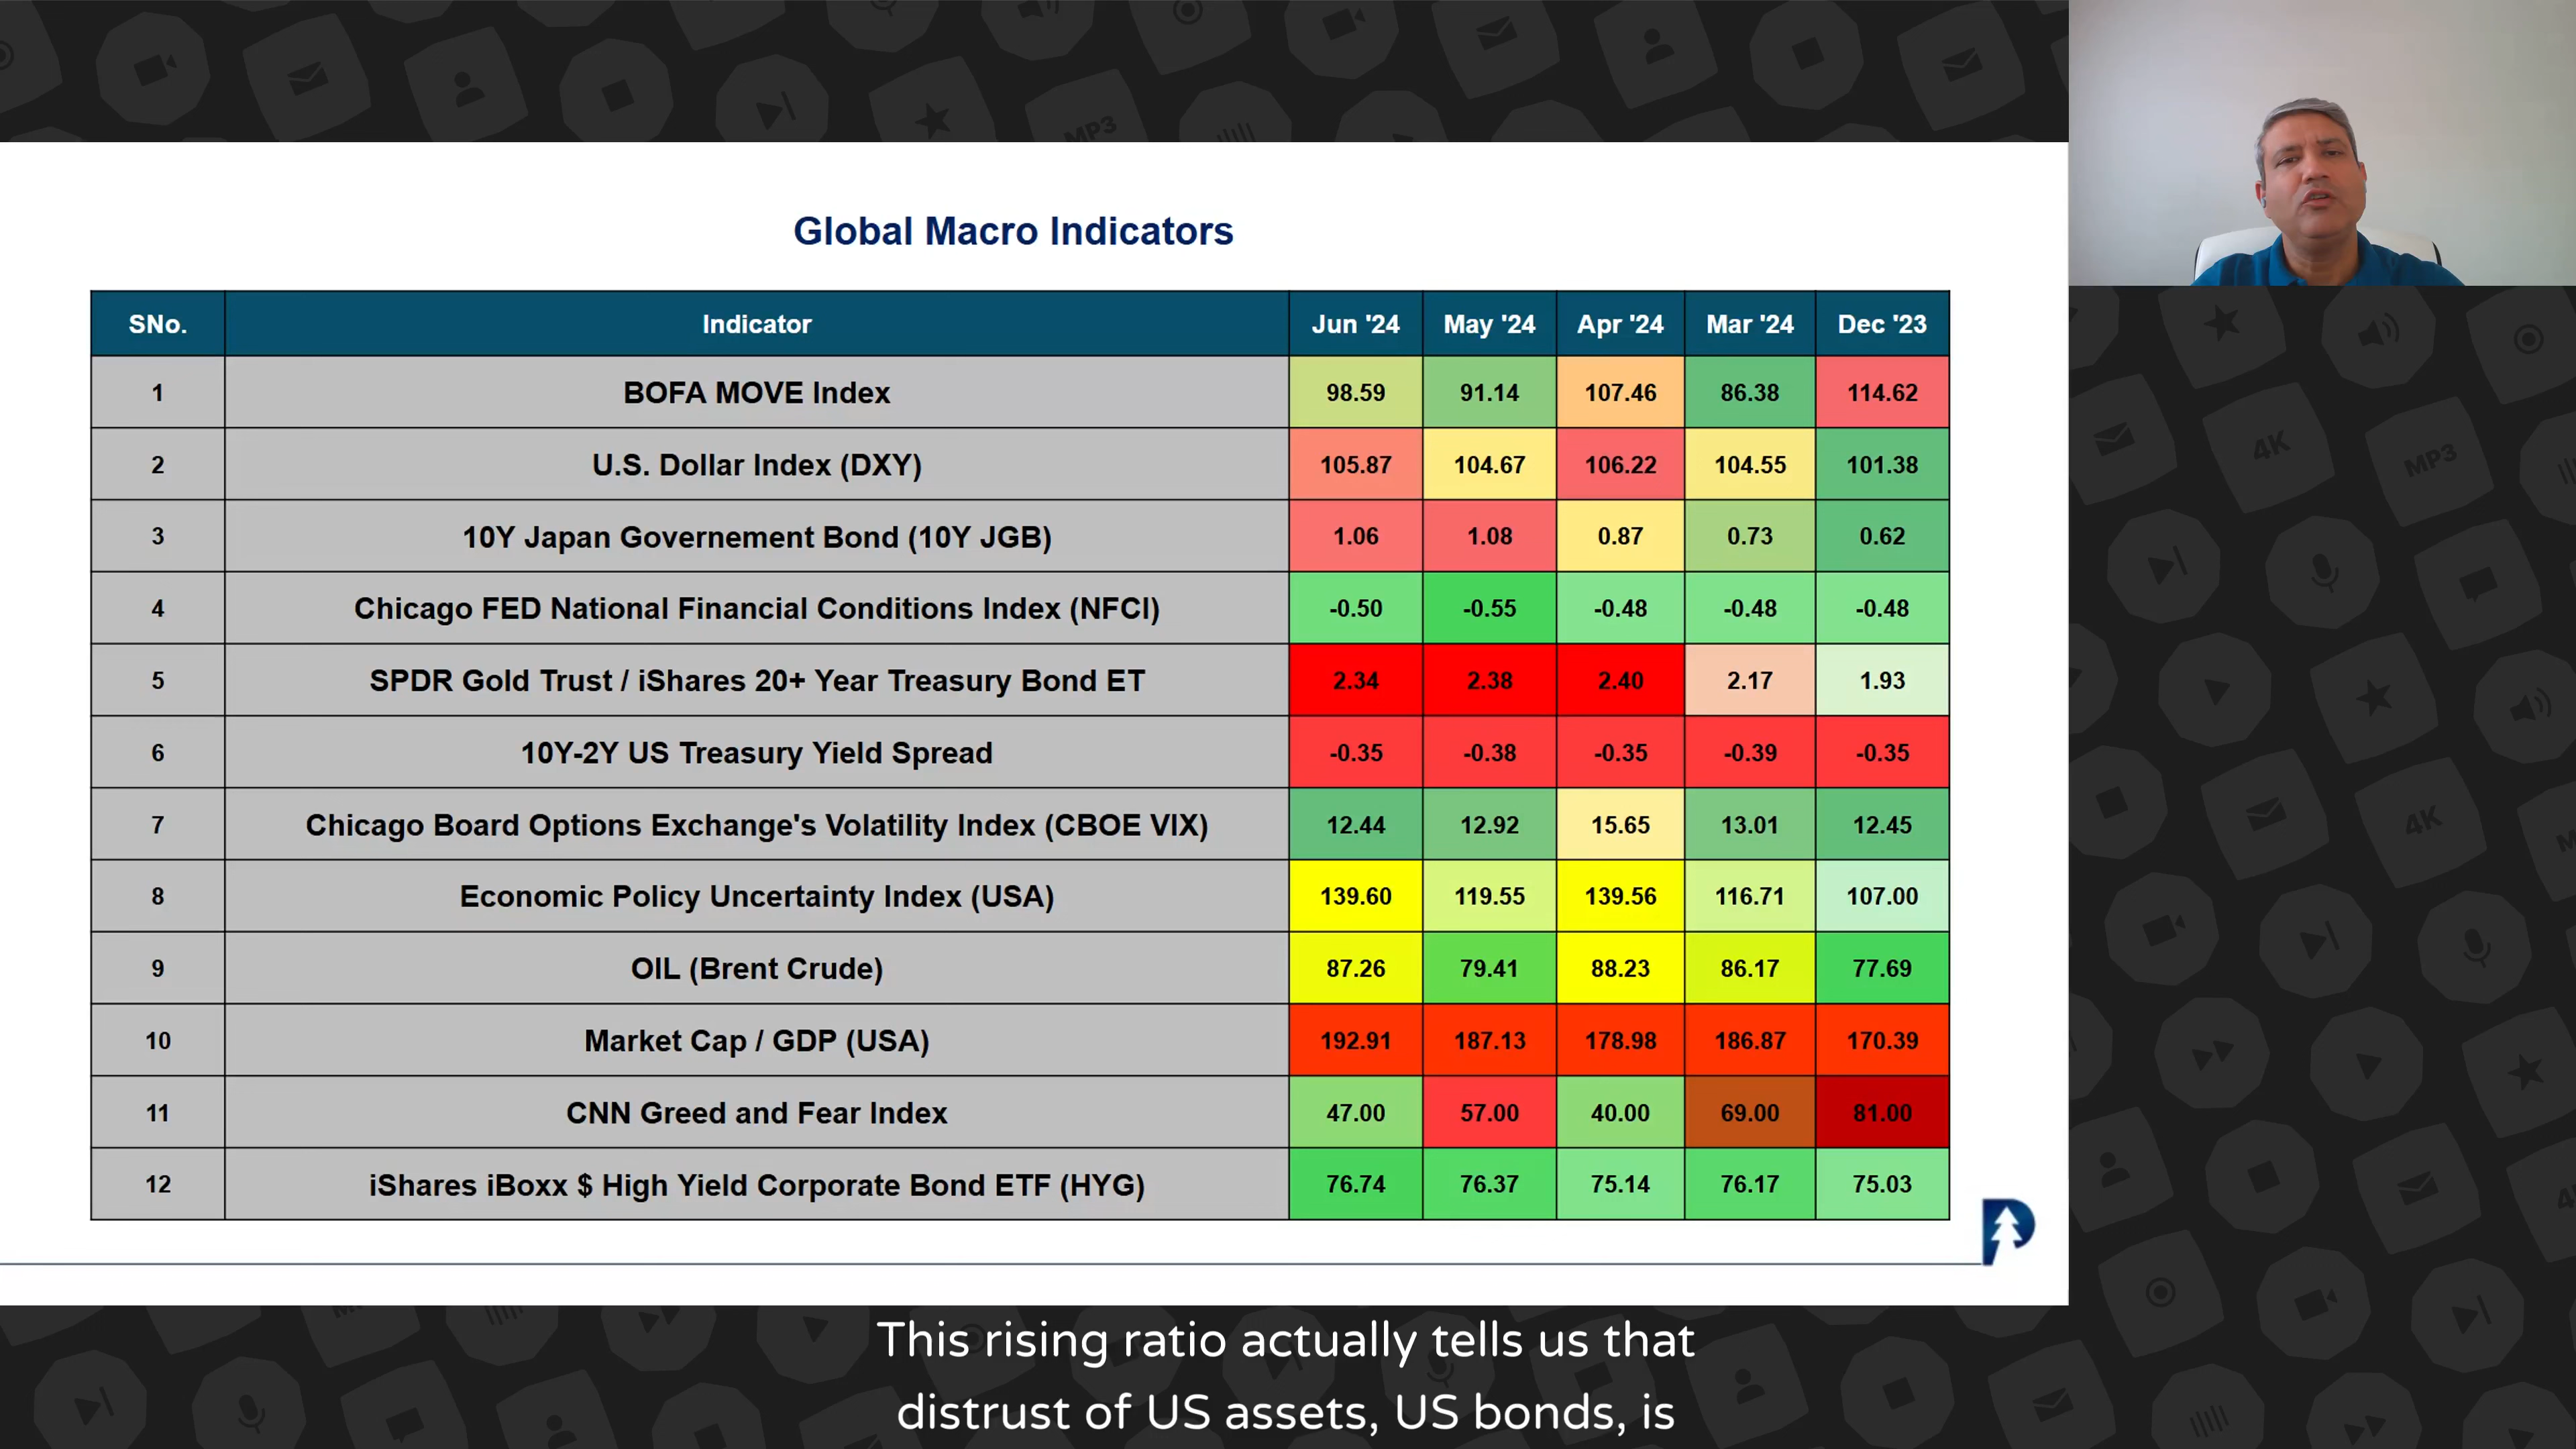 Global Macro Indicators
SNo. Indicator Jun '24 May '24 Apr '24 Mar '24 Dec '23
1 BOFA MOVE Index 98.59 91.14 107.46 86.38 114.62
2 U.S. Dollar Index (DXY) 105.87 104.67 106.22 104.55 101.38
3 10Y Japan Governement Bond (10Y JGB) 1.06 1.08 0.87 0.73 0.62
4 Chicago FED National Financial Conditions Index (NFCI) -0.50 -0.55 -0.48 -0.48 -0.48
5 SPDR Gold Trust / iShares 20+ Year Treasury Bond ET 2.34 2.38 2.40 2.17 1.93
6 10Y-2Y US Treasury Yield Spread -0.35 -0.38 -0.35 -0.39 -0.35
7 Chicago Board Options Exchange's Volatility Index (CBOE VIX) 12.44 12.92 15.65 13.01 12.45
8 Economic Policy Uncertainty Index (USA) 139.60 119.55 139.56 116.71 107.00
9 OIL (Brent Crude) 87.26 79.41 88.23 86.17 77.69
10 Market Cap / GDP (USA) 192.91 187.13 178.98 186.87 170.39
11 CNN Greed and Fear Index 47.00 57.00 40.00 69.00 81.00
12 iShares iBoxx $ High Yield Corporate Bond ETF (HYG) 76.74 76.37 75.14 76.17 75.03
This rising ratio actually tells us that
distrust of US assets, US bonds, is
MP3
4K
MP3
4K